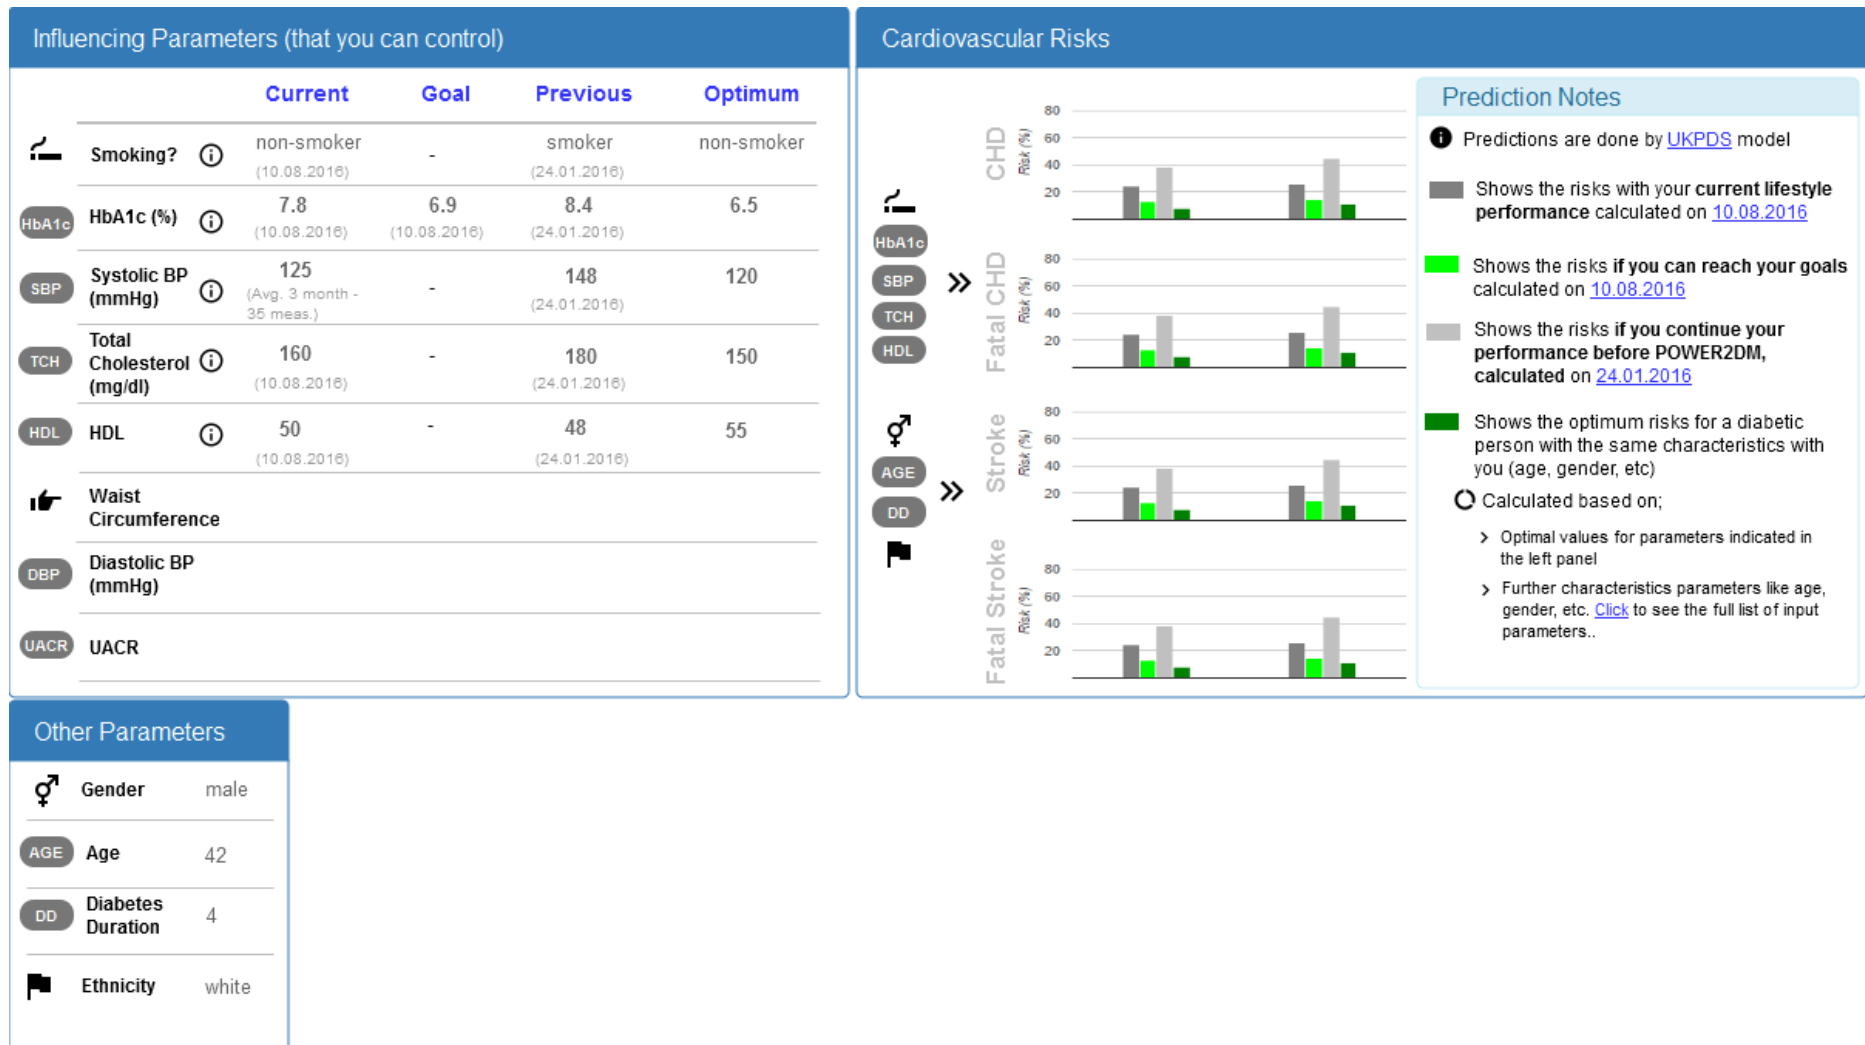 Influencing Parameters (that you can control)
Current Goal Previous Optimum
Smoking? non-smoker - smoker non-smoker
(10.08.2016) (24.01.2016)
HbA1c HbA1c (%) 7.8 6.9 8.4 6.5
(10.08.2016) (10.08.2016) (24.01.2016)
SBP Systolic BP (mmHg) 125 - 148 120
(Avg. 3 month - (24.01.2016)
35 meas.)
TCH Total Cholesterol (mg/dl) 160 - 180 150
(10.08.2016) (24.01.2016)
HDL HDL 50 - 48 55
(10.08.2016) (24.01.2016)
Waist
Circumference
DBP Diastolic BP
(mmHg)
UACR UACR
Cardiovascular Risks
HbA1c
SBP
TCH
HDL
AGE
DD
CHD
Risk (%)
80
60
40
20
Fatal CHD
Risk (%)
80
60
40
20
Stroke
Risk (%)
80
60
40
20
Fatal Stroke
Risk (%)
80
60
40
20
Prediction Notes
Predictions are done by UKPDS model
Shows the risks with your current lifestyle
performance calculated on 10.08.2016
Shows the risks if you can reach your goals
calculated on 10.08.2016
Shows the risks if you continue your
performance before POWER2DM,
calculated on 24.01.2016
Shows the optimum risks for a diabetic
person with the same characteristics with
you (age, gender, etc)
Calculated based on;
Optimal values for parameters indicated in
the left panel
Further characteristics parameters like age,
gender, etc. Click to see the full list of input
parameters..
Other Parameters
Gender male
AGE Age 42
DD Diabetes Duration 4
Ethnicity white